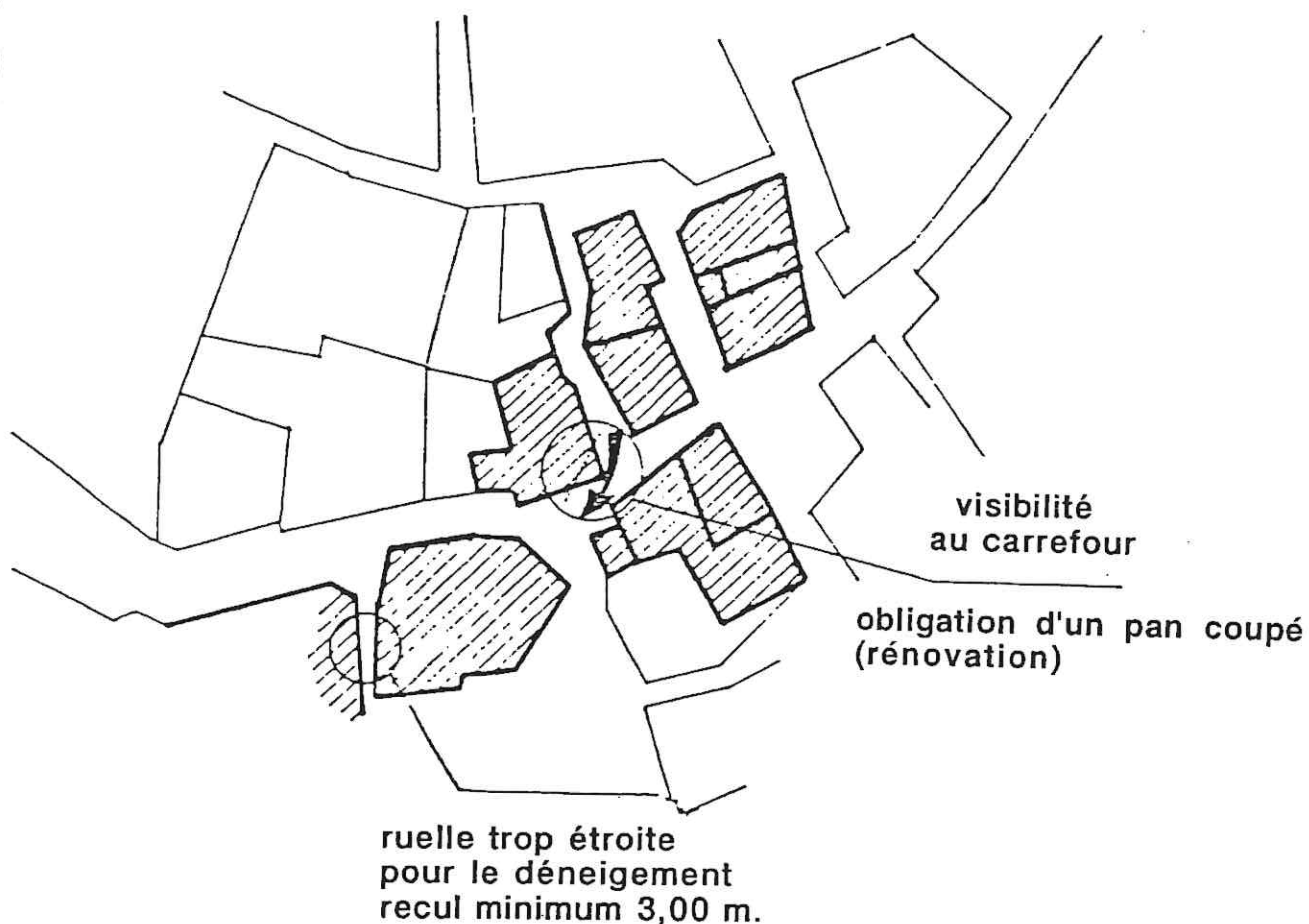 visibilité
au carrefour
obligation d'un pan coupé
(rénovation)
ruelle trop étroite
pour le déneigement
recul minimum 3,00 m.